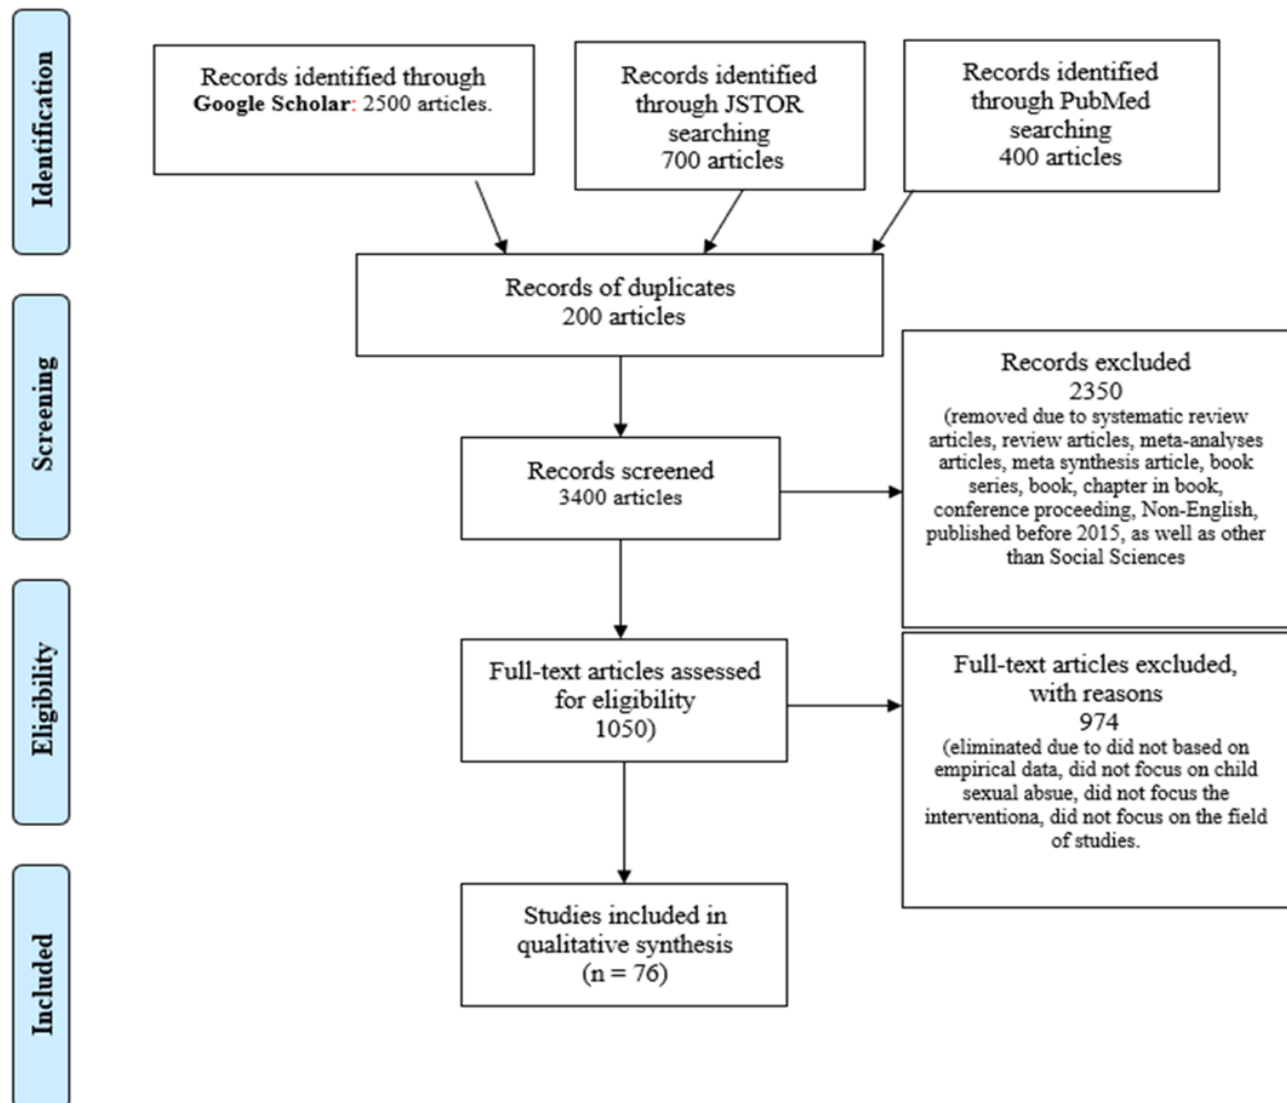 Identification
Records identified through
Google Scholar: 2500 articles.
Records identified
through JSTOR
searching
700 articles
Records identified
through PubMed
searching
400 articles
Records of duplicates
200 articles
Screening
Records screened
3400 articles
Records excluded
2350
(removed due to systematic review
articles, review articles, meta-analyses
articles, meta synthesis article, book
series, book, chapter in book,
conference proceeding, Non-English,
published before 2015, as well as other
than Social Sciences
Eligibility
Full-text articles assessed
for eligibility
1050)
Full-text articles excluded,
with reasons
974
(eliminated due to did not based on
empirical data, did not focus on child
sexual absue, did not focus the
interventiona, did not focus on the field
of studies.
Included
Studies included in
qualitative synthesis
(n = 76)